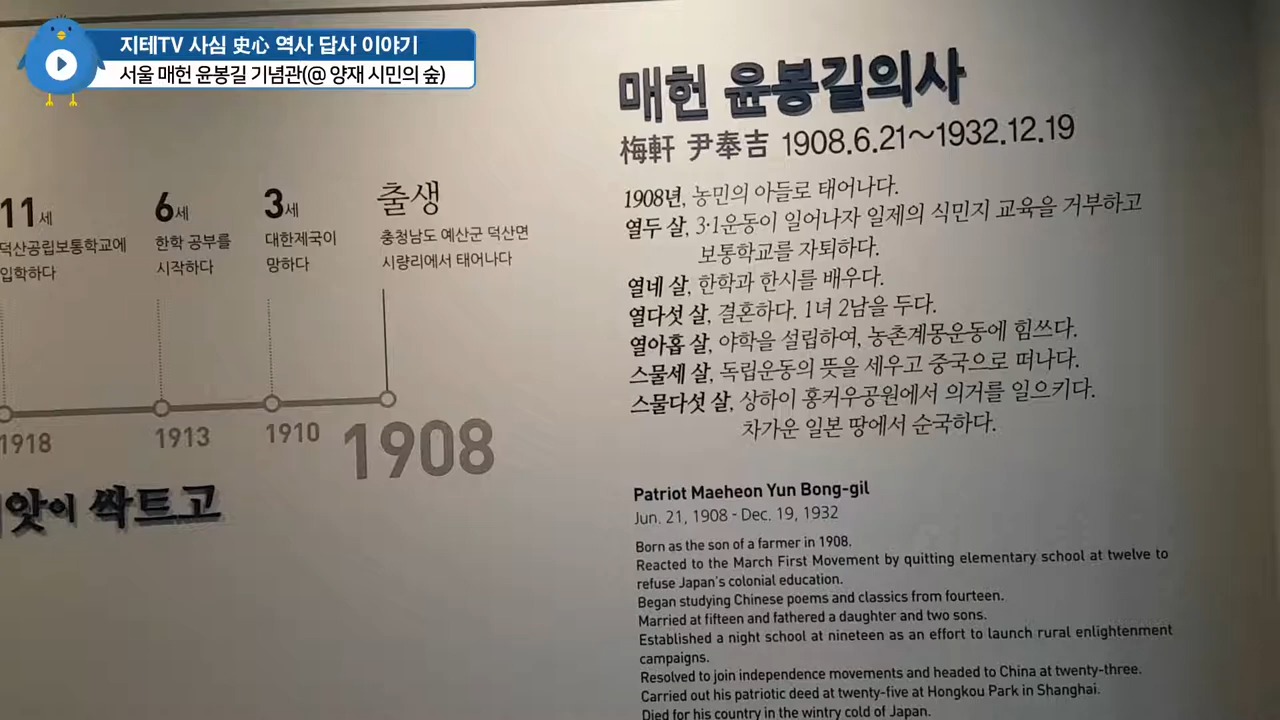 지테TV 사심 史心 역사 답사 이야기
서울 매헌 윤봉길 기념관(@ 양재 시민의 숲)
매헌 윤봉길의사
梅軒 尹奉吉 1908.6.21~1932.12.19
1908년, 농민의 아들로 태어나다.
열두 살, 3·1운동이 일어나자 일제의 식민지 교육을 거부하고
보통학교를 자퇴하다.
열네 살, 한학과 한시를 배우다.
열다섯 살, 결혼하다. 1녀 2남을 두다.
열아홉 살, 야학을 설립하여, 농촌계몽운동에 힘쓰다.
스물세 살, 독립운동의 뜻을 세우고 중국으로 떠나다.
스물다섯 살, 상하이 훙커우공원에서 의거를 일으키다.
차가운 일본 땅에서 순국하다.
Patriot Maeheon Yun Bong-gil
Jun. 21, 1908 - Dec. 19, 1932
Born as the son of a farmer in 1908.
Reacted to the March First Movement by quitting elementary school at twelve to
refuse Japan's colonial education.
Began studying Chinese poems and classics from fourteen.
Married at fifteen and fathered a daughter and two sons.
Established a night school at nineteen as an effort to launch rural enlightenment
campaigns.
Resolved to join independence movements and headed to China at twenty-three.
Carried out his patriotic deed at twenty-five at Hongkou Park in Shanghai.
Died for his country in the wintry cold of Japan.
11세
덕산공립보통학교에
입학하다
1918
6세
한학 공부를
시작하다
1913
3세
대한제국이
망하다
1910
출생
충청남도 예산군 덕산면
시량리에서 태어나다
1908
앗이 싹트고